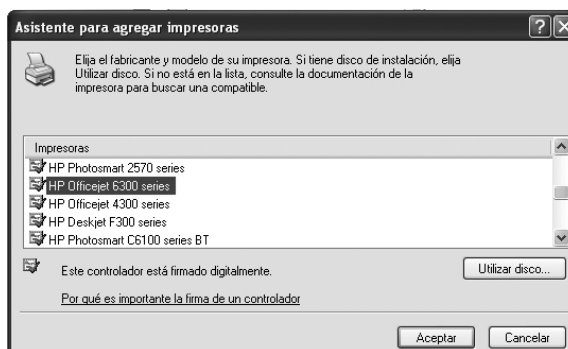 Asistente para agregar impresoras
Elija el fabricante y modelo de su impresora. Si tiene disco de instalación, elija
Utilizar disco. Si no está en la lista, consulte la documentación de la
impresora para buscar una compatible.
Impresoras
HP Photosmart 2570 series
HP Officejet 6300 series
HP Officejet 4300 series
HP Deskjet F300 series
HP Photosmart C6100 series BT
Este controlador está firmado digitalmente.
Utilizar disco...
Por qué es importante la firma de un controlador
Aceptar
Cancelar